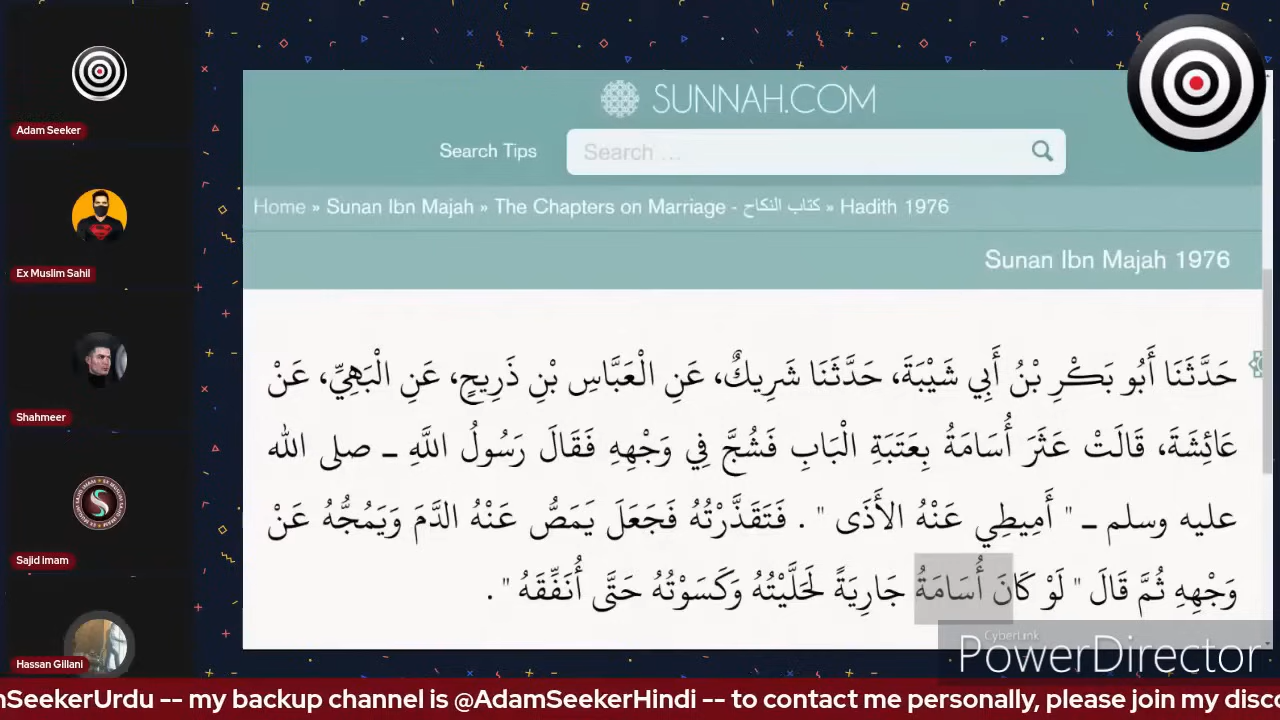 Adam Seeker
Ex Muslim Sahil
Shahmeer
Sajid Imam
Hassan Gillani
SUNNAH.COM
Search Tips
Search ...
Home » Sunan Ibn Majah » The Chapters on Marriage - كتاب النكاح » Hadith 1976
Sunan Ibn Majah 1976
حَدَّثَنَا أَبُو بَكْرِ بْنُ أَبِي شَيْبَةَ، حَدَّثَنَا شَرِيكٌ، عَنِ الْعَبَّاسِ بْنِ ذَرِيحٍ، عَنِ الْبَهِيِّ، عَنْ
عَائِشَةَ، قَالَتْ عَثَرَ أُسَامَةُ بِعَتَبَةِ الْبَابِ فَشُجَّ فِي وَجْهِهِ فَقَالَ رَسُولُ اللَّهِ ـ صلى الله
عليه وسلم ـ " أَمِيطِي عَنْهُ الأَذَى " . فَتَقَذَّرْتُهُ فَجَعَلَ يَمَصُّ عَنْهُ الدَّمَ وَيَمُجُّهُ عَنْ
وَجْهِهِ ثُمَّ قَالَ " لَوْ كَانَ أُسَامَةُ جَارِيَةً لَحَلَّيْتُهُ وَكَسَوْتُهُ حَتَّى أُنَفِّقَهُ " .
CyberLink
PowerDirector
mSeekerUrdu -- my backup channel is @AdamSeekerHindi -- to contact me personally, please join my disc